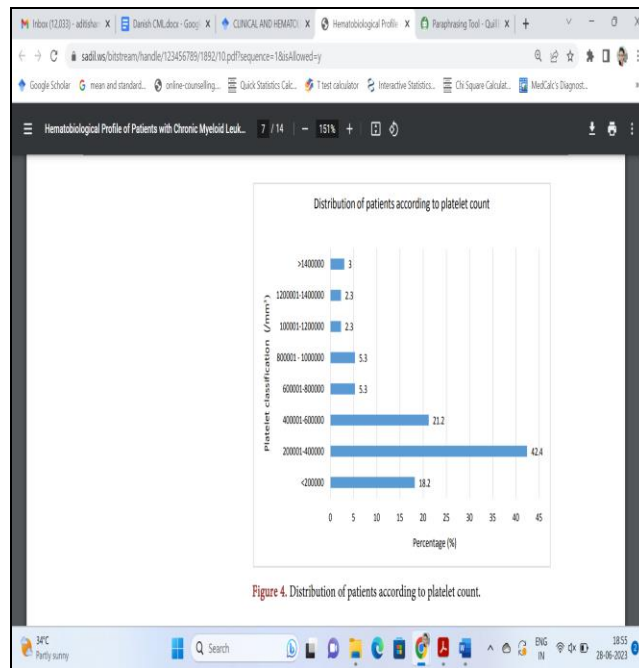 Inbox (12,033) - aditishar
Danish CML.docx - Googl
CLINICAL AND HEMATOL
Hematobiological Profile
Paraphrasing Tool - Quill
sadil.ws/bitstream/handle/123456789/1892/10.pdf?sequence=1&isAllowed=y
Google Scholar
mean and standard...
online-counselling...
Quick Statistics Calc...
T test calculator
Interactive Statistics...
Chi Square Calculat...
MedCalc's Diagnost...
Hematobiological Profile of Patients with Chronic Myeloid Leuk...
7 / 14
151%
Distribution of patients according to platelet count
Platelet classification (/mm³)
>1400000 3
1200001-1400000 2.3
100001-1200000 2.3
800001 - 1000000 5.3
600001-800000 5.3
400001-600000 21.2
200001-400000 42.4
<200000 18.2
0 5 10 15 20 25 30 35 40 45
Percentage (%)
Figure 4. Distribution of patients according to platelet count.
34°C
Partly sunny
Search
ENG
IN
18:55
28-06-2023